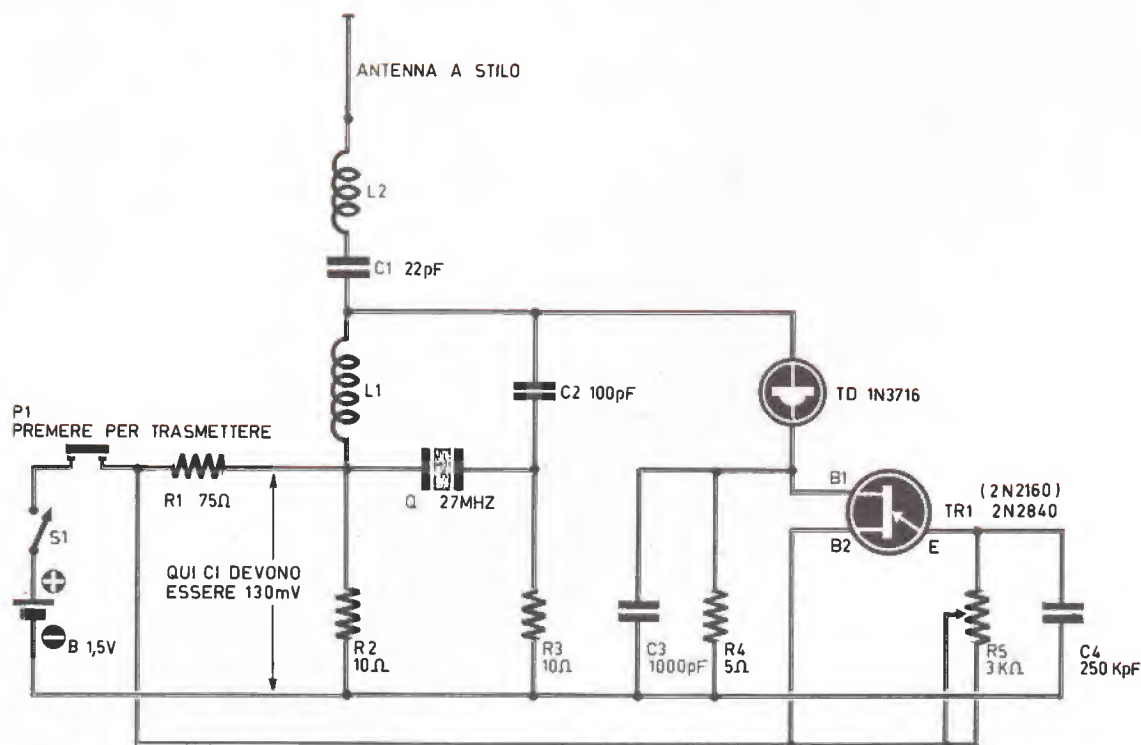 ANTENNA A STILO
L2
C1 22pF
L1
C2 100pF
TD 1N3716
P1
PREMERE PER TRASMETTERE
R1 75Ω
Q 27MHZ
S1
QUI CI DEVONO
ESSERE 130mV
B 1,5V
R2
10Ω
R3
10Ω
C3
1000pF
R4
5Ω
B1
B2
E
(2N2160)
TR1 2N2840
R5
3KΩ
C4
250 KpF